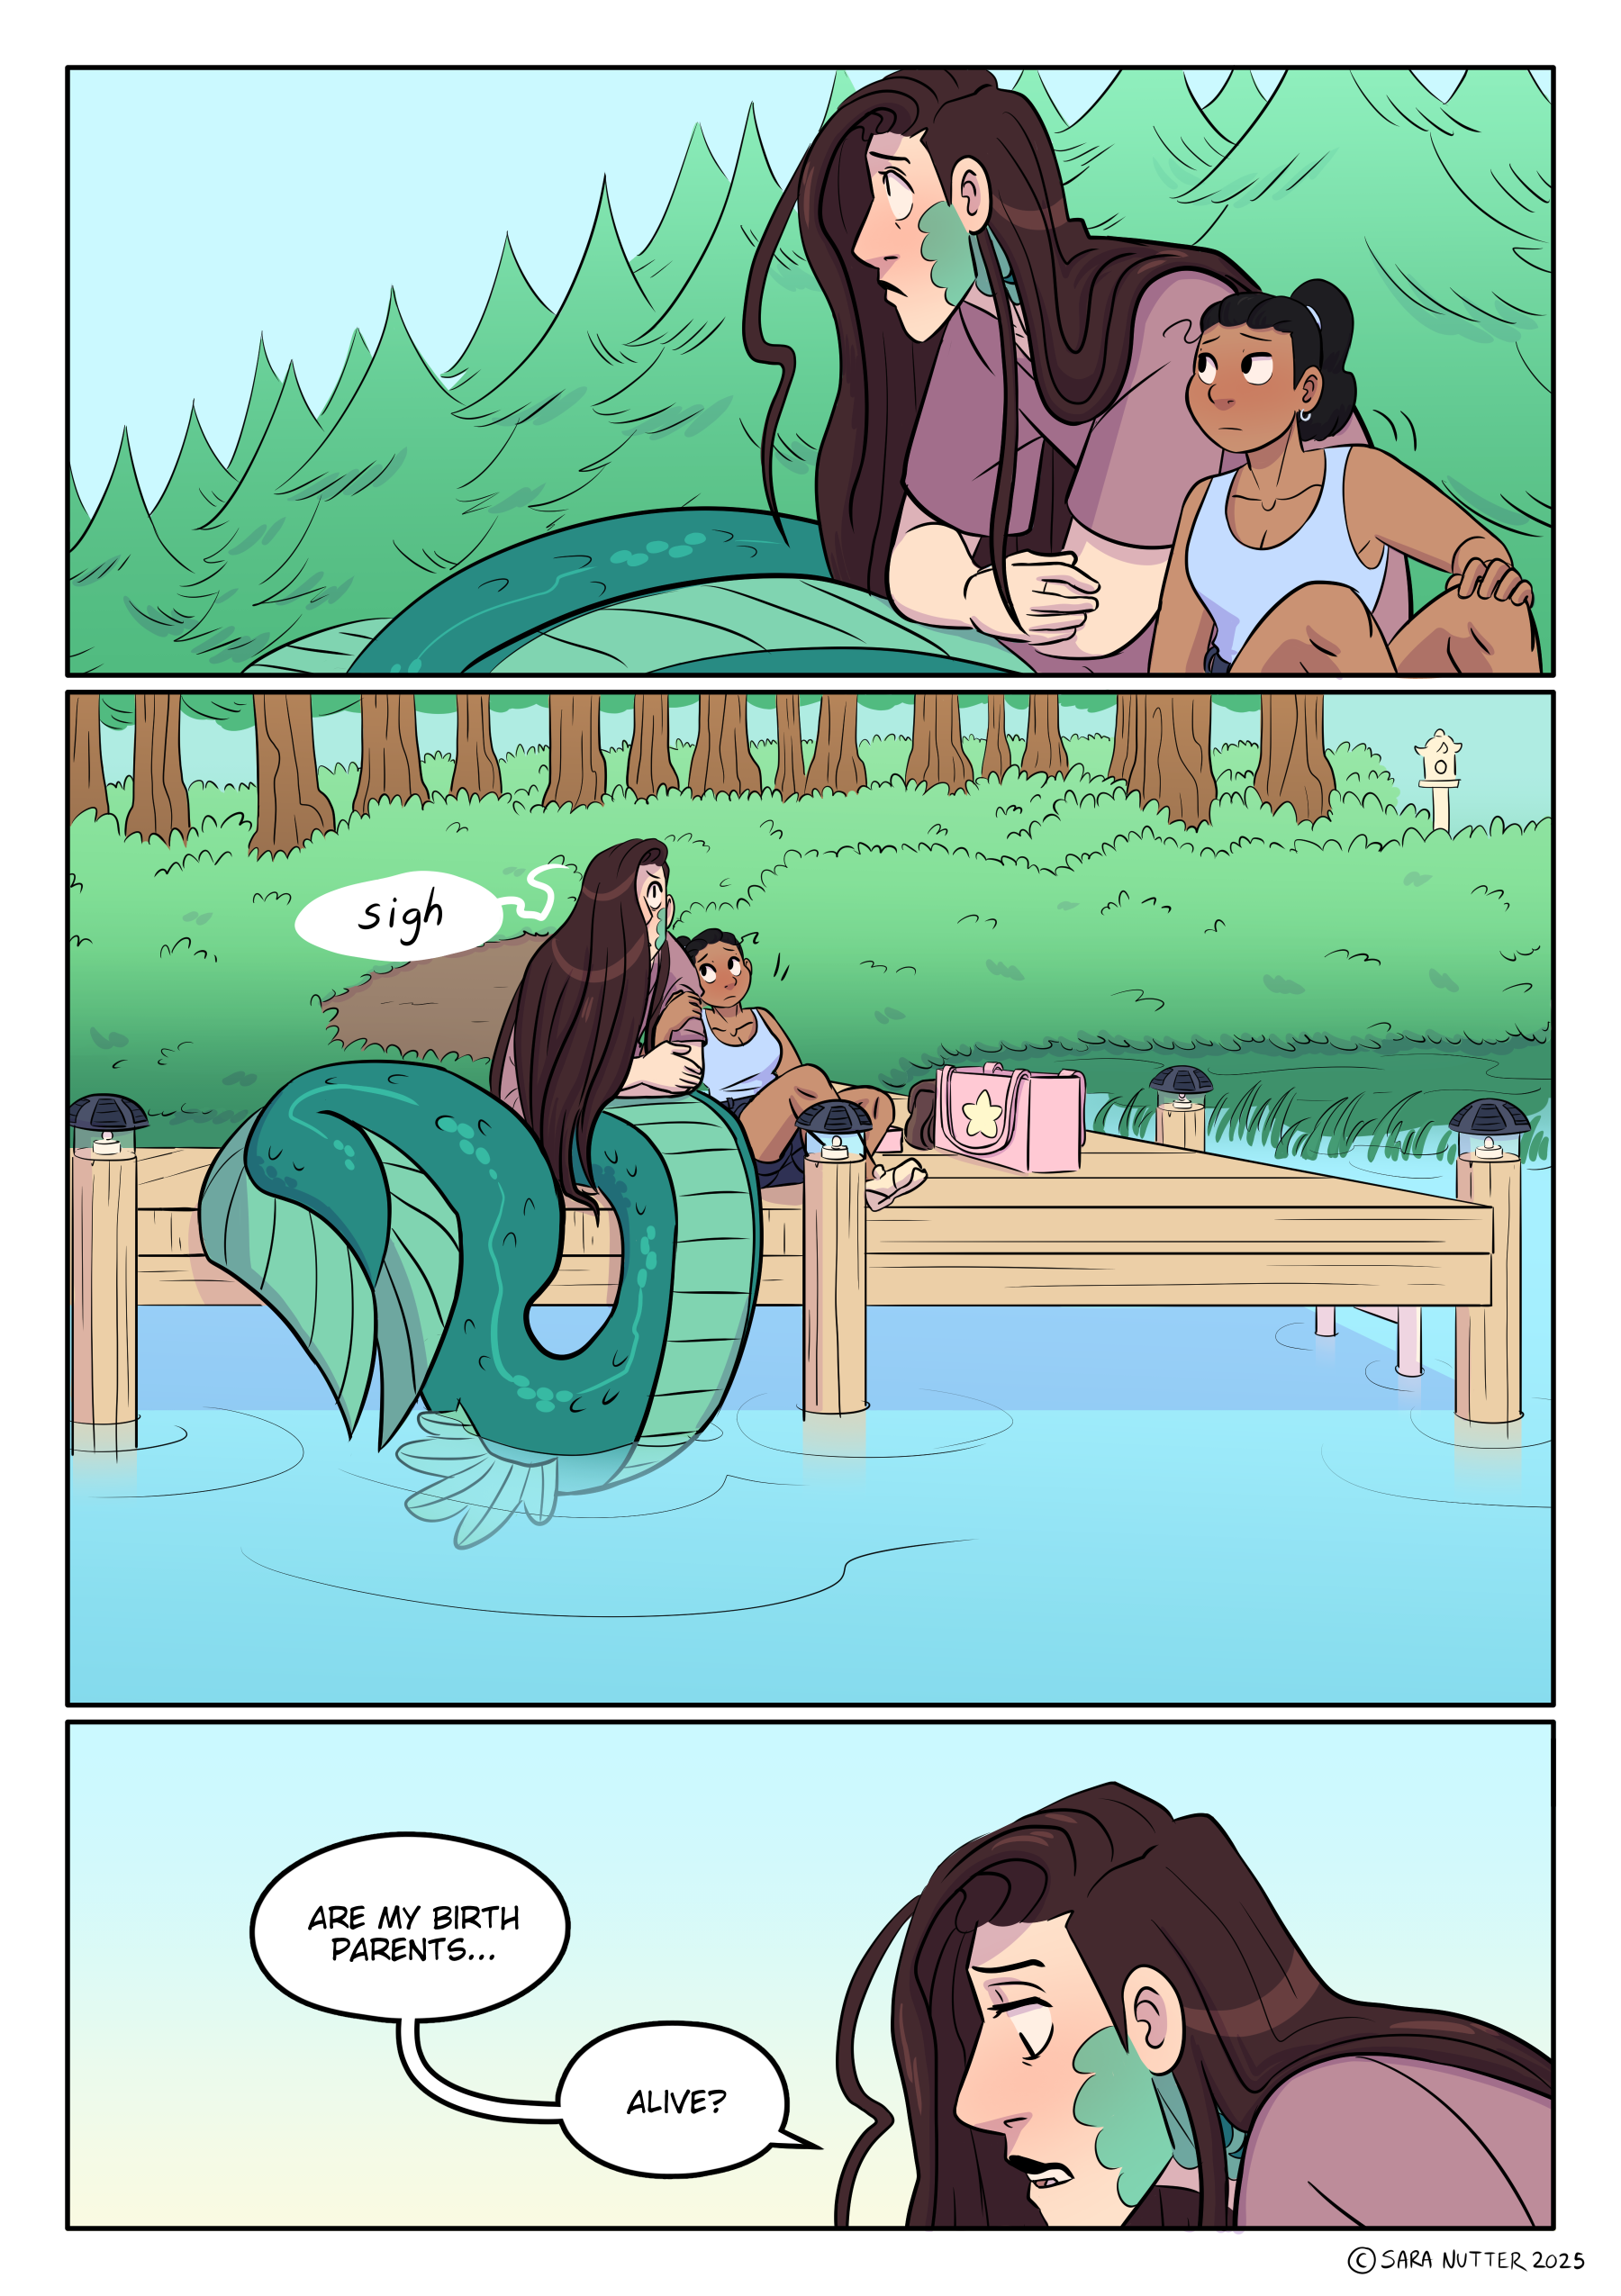 sigh
ARE MY BIRTH
PARENTS...
ALIVE?
© SARA NUTTER 2025